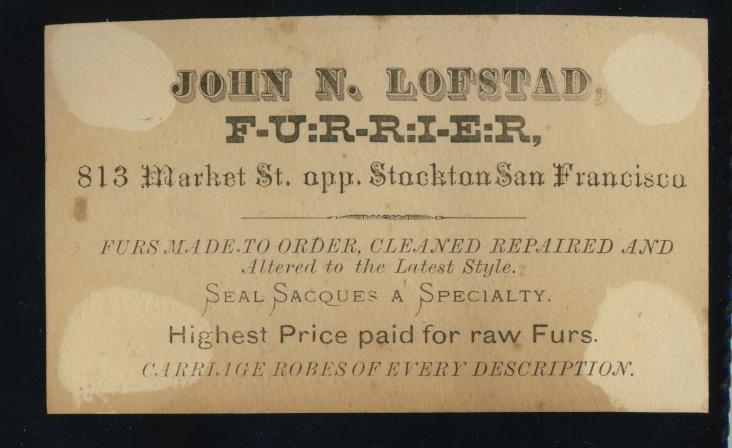 JOHN N. LOFSTAD,
F-U:R-R:I-E:R,
813 Market St. opp. Stockton San Francisco
FURS MADE TO ORDER, CLEANED REPAIRED AND
Altered to the Latest Style.
SEAL SACQUES A SPECIALTY.
Highest Price paid for raw Furs.
CARRIAGE ROBES OF EVERY DESCRIPTION.